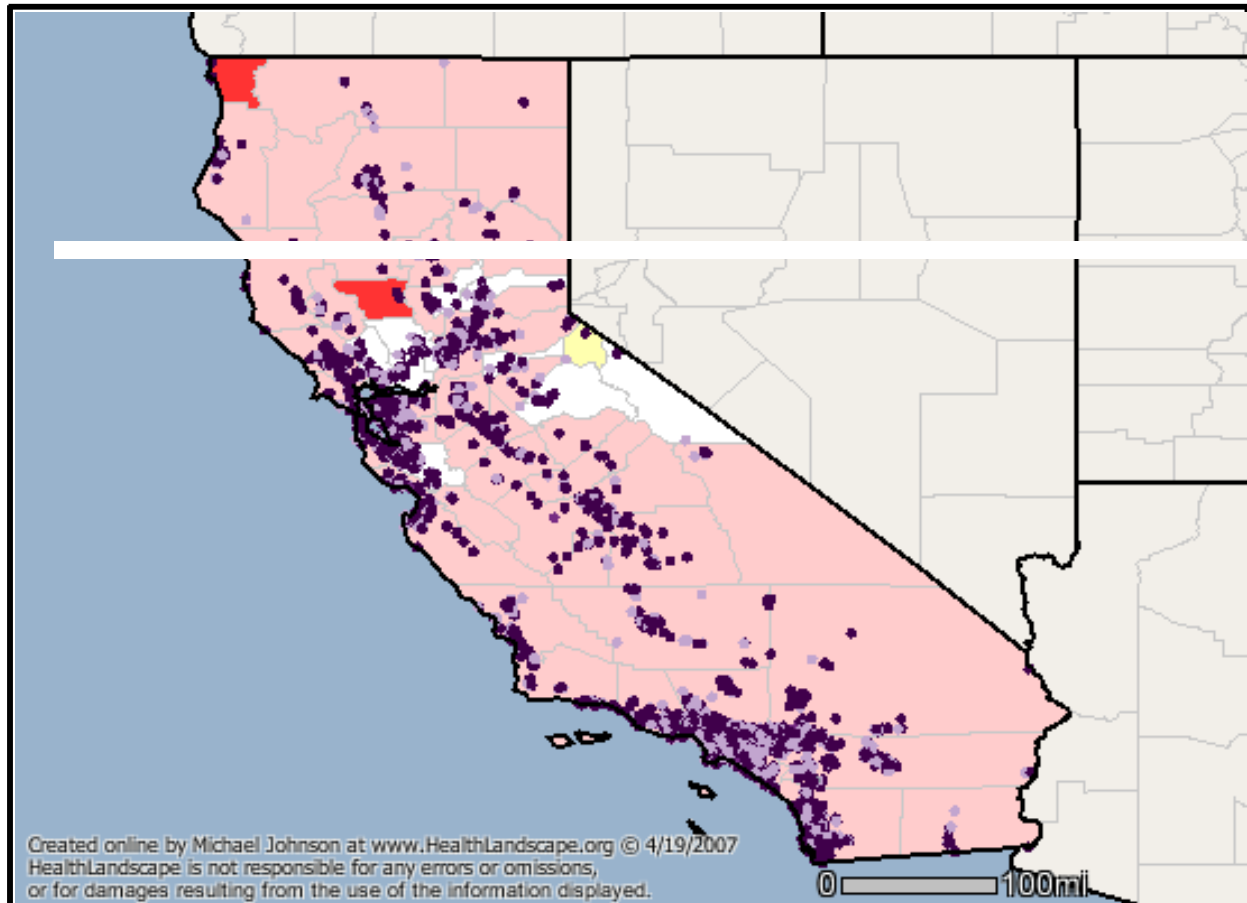 Created online by Michael Johnson at www.HealthLandscape.org © 4/19/2007
HealthLandscape is not responsible for any errors or omissions,
or for damages resulting from the use of the information displayed.
0 100mi